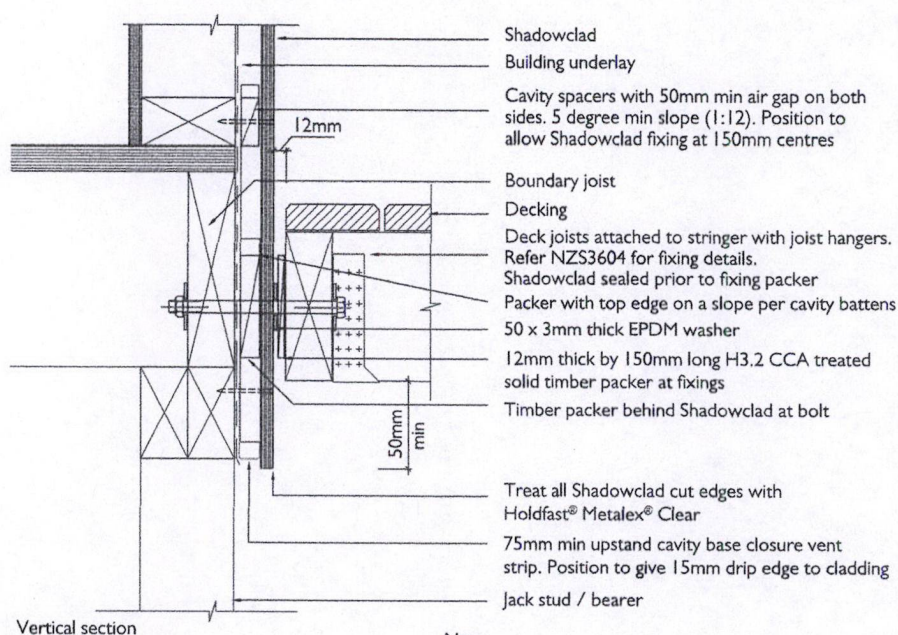 Shadowclad
Building underlay
Cavity spacers with 50mm min air gap on both
sides. 5 degree min slope (1:12). Position to
allow Shadowclad fixing at 150mm centres
12mm
Boundary joist
Decking
Deck joists attached to stringer with joist hangers.
Refer NZS3604 for fixing details.
Shadowclad sealed prior to fixing packer
Packer with top edge on a slope per cavity battens
50 x 3mm thick EPDM washer
12mm thick by 150mm long H3.2 CCA treated
solid timber packer at fixings
Timber packer behind Shadowclad at bolt
50mm
min
Treat all Shadowclad cut edges with
Holdfast® Metalex® Clear
75mm min upstand cavity base closure vent
strip. Position to give 15mm drip edge to cladding
Jack stud / bearer
Vertical section